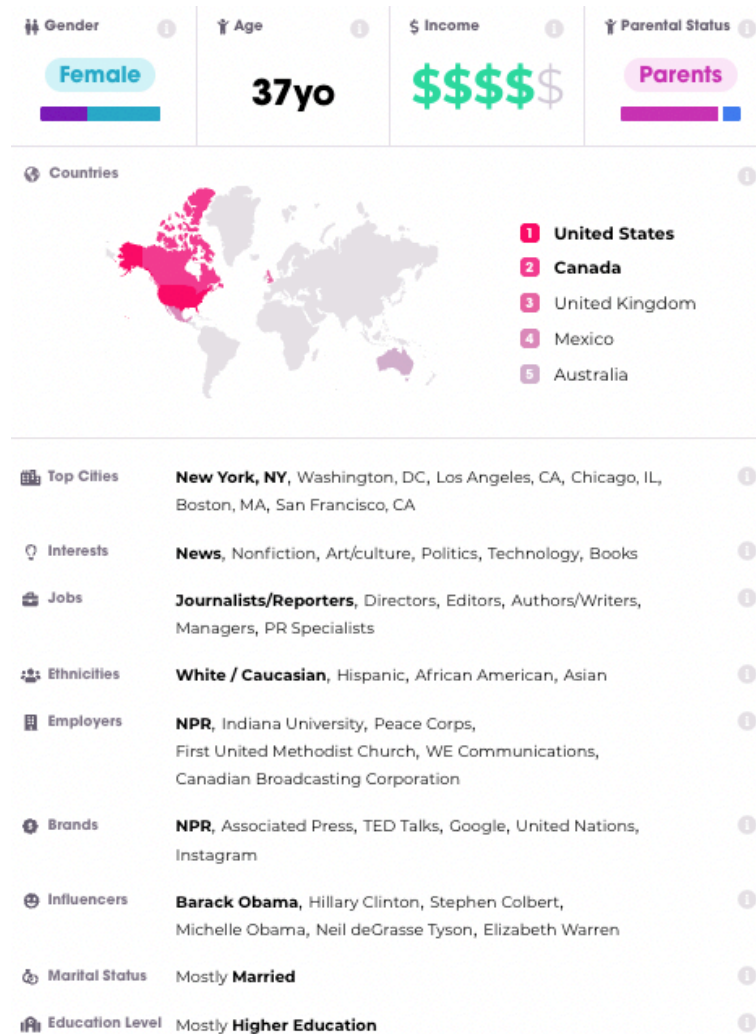 Gender
Age
$ Income
Parental Status
Female
37yo
$$$$$
Parents
Countries
1 United States
2 Canada
3 United Kingdom
4 Mexico
5 Australia
Top Cities
New York, NY, Washington, DC, Los Angeles, CA, Chicago, IL,
Boston, MA, San Francisco, CA
Interests
News, Nonfiction, Art/culture, Politics, Technology, Books
Jobs
Journalists/Reporters, Directors, Editors, Authors/Writers,
Managers, PR Specialists
Ethnicities
White / Caucasian, Hispanic, African American, Asian
Employers
NPR, Indiana University, Peace Corps,
First United Methodist Church, WE Communications,
Canadian Broadcasting Corporation
Brands
NPR, Associated Press, TED Talks, Google, United Nations,
Instagram
Influencers
Barack Obama, Hillary Clinton, Stephen Colbert,
Michelle Obama, Neil deGrasse Tyson, Elizabeth Warren
Marital Status
Mostly Married
Education Level
Mostly Higher Education